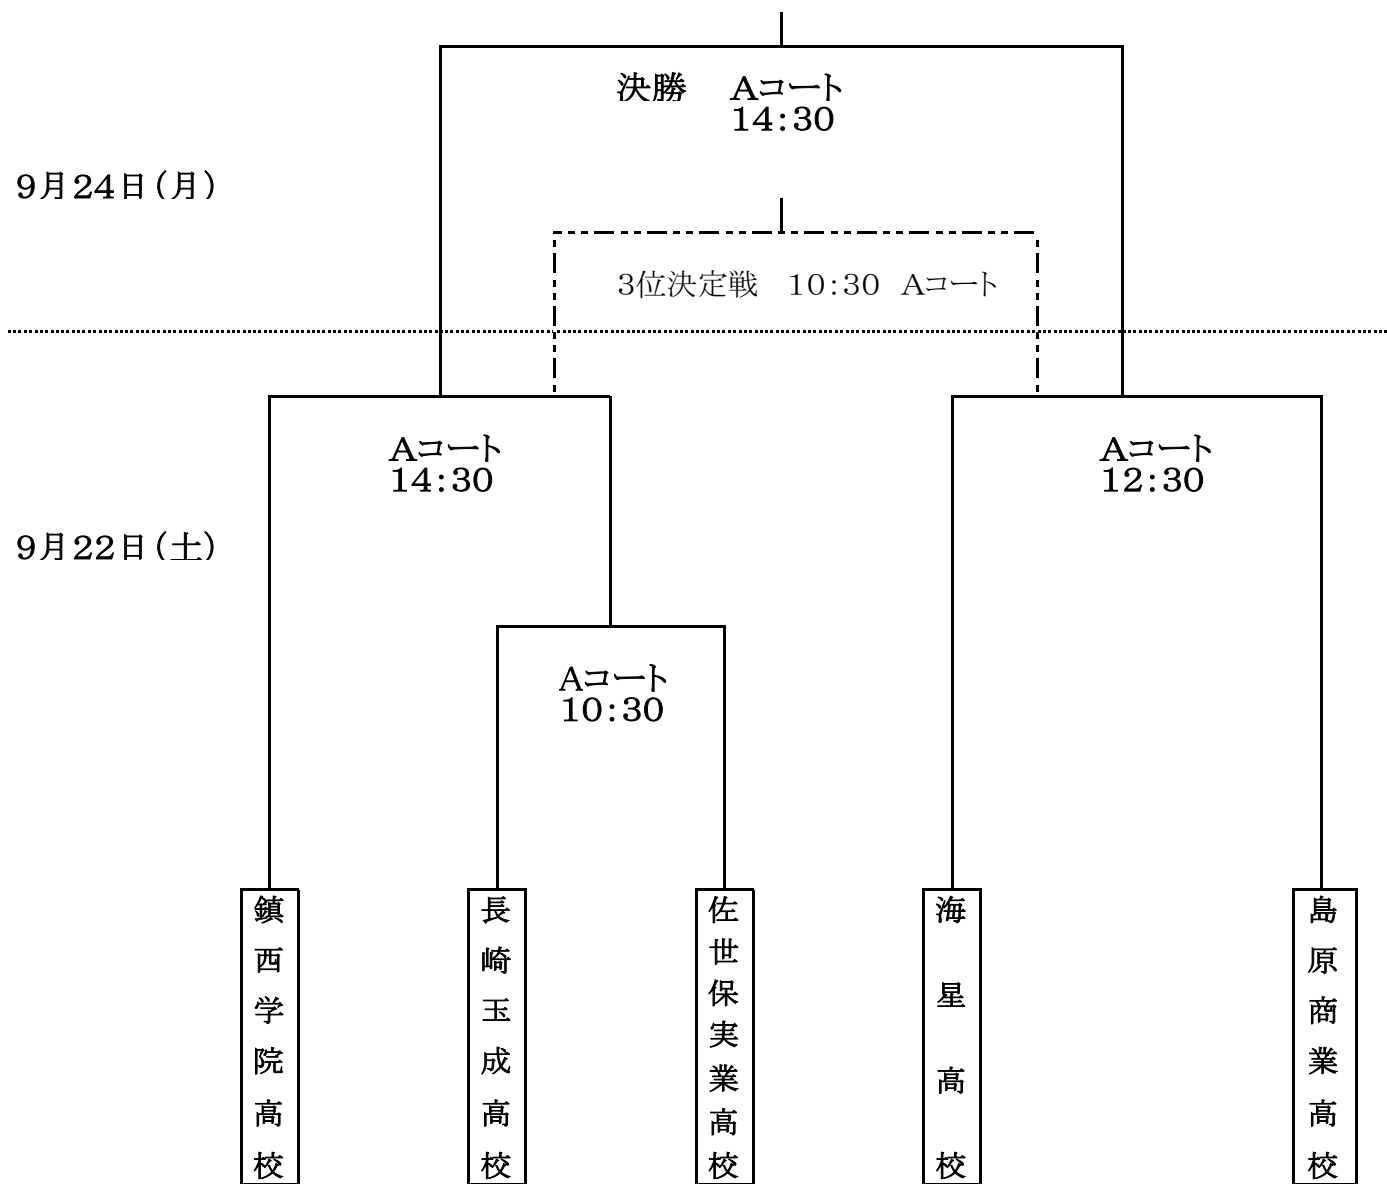 決勝　Aコート
14:30
9月24日(月)
3位決定戦　10:30　Aコート
Aコート
14:30
Aコート
12:30
9月22日(土)
Aコート
10:30
鎮西学院高校
長崎玉成高校
佐世保実業高校
海星高校
島原商業高校